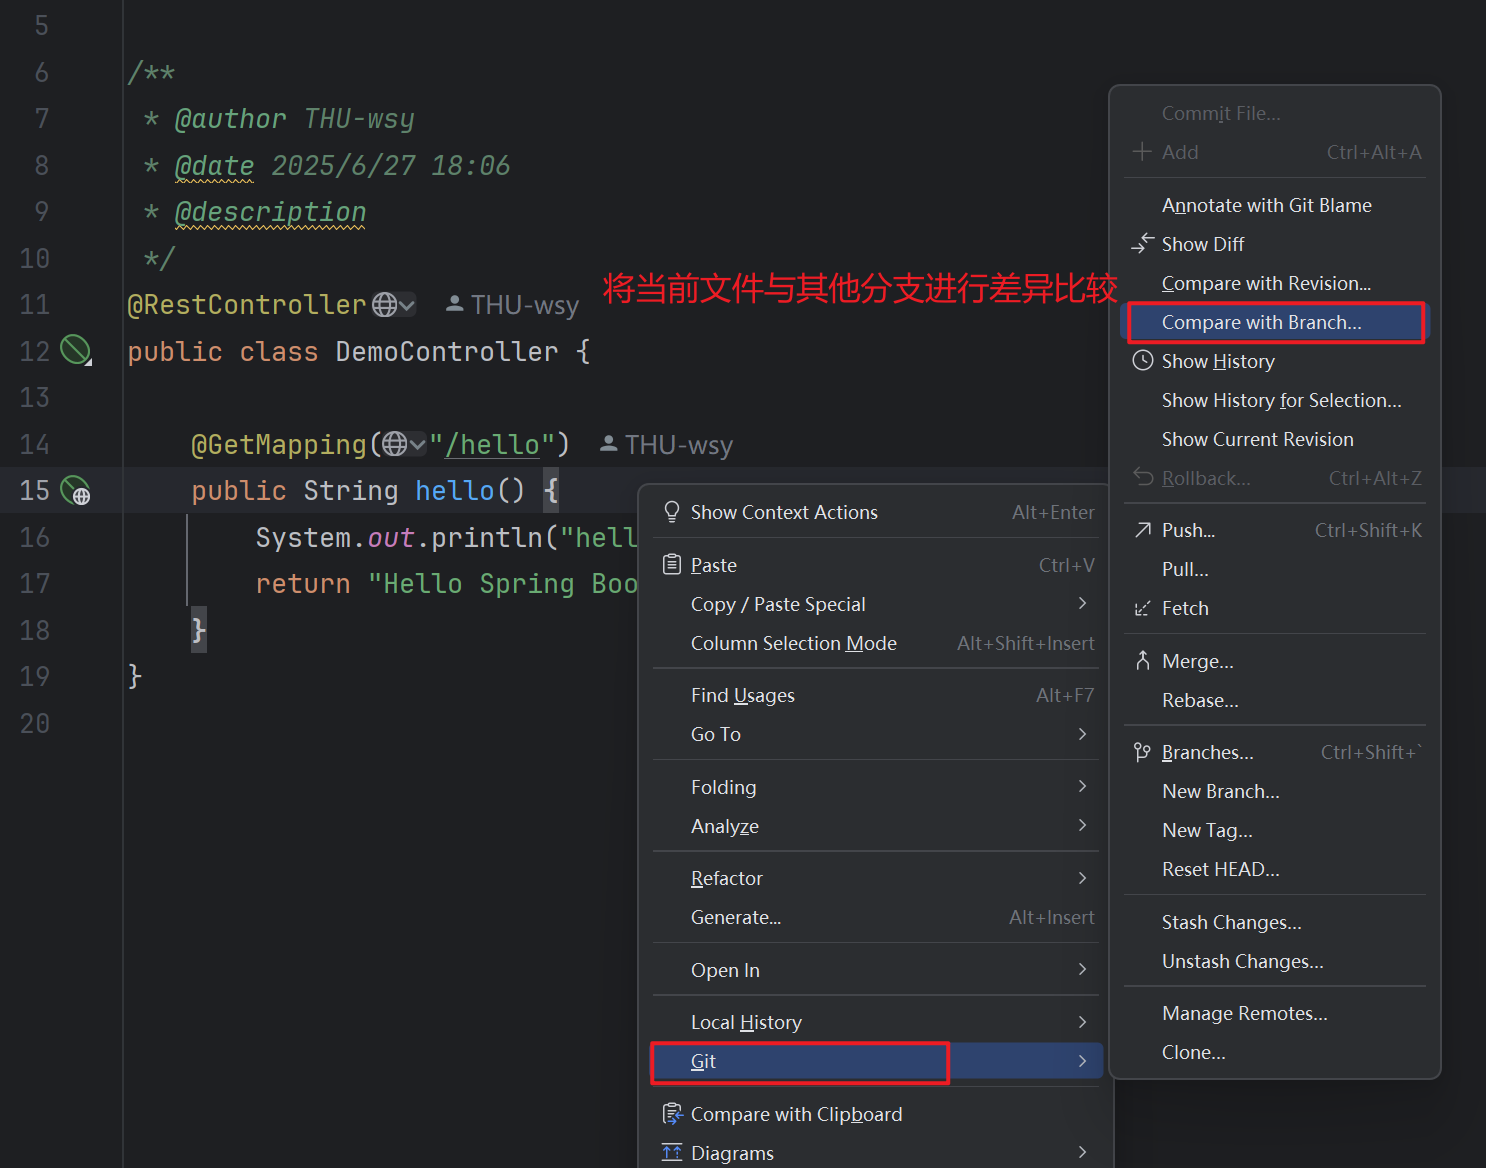 5
6 /**
7 * @author THU-wsy
8 * @date 2025/6/27 18:06
9 * @description
10 */
11 @RestController THU-wsy
将当前文件与其他分支进行差异比较
12 public class DemoController {
13
14 @GetMapping("/hello") THU-wsy
15 public String hello() {
16 System.out.println("hell
17 return "Hello Spring Boo
18 }
19 }
20
Show Context Actions Alt+Enter
Paste Ctrl+V
Copy / Paste Special
Column Selection Mode Alt+Shift+Insert
Find Usages Alt+F7
Go To
Folding
Analyze
Refactor
Generate... Alt+Insert
Open In
Local History
Git
Compare with Clipboard
Diagrams
Commit File...
Add Ctrl+Alt+A
Annotate with Git Blame
Show Diff
Compare with Revision...
Compare with Branch...
Show History
Show History for Selection...
Show Current Revision
Rollback... Ctrl+Alt+Z
Push... Ctrl+Shift+K
Pull...
Fetch
Merge...
Rebase...
Branches... Ctrl+Shift+`
New Branch...
New Tag...
Reset HEAD...
Stash Changes...
Unstash Changes...
Manage Remotes...
Clone...